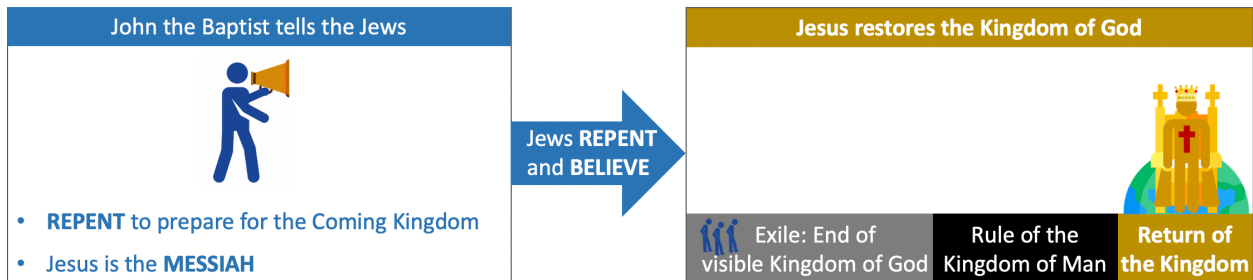 John the Baptist tells the Jews
• REPENT to prepare for the Coming Kingdom
• Jesus is the MESSIAH
Jews REPENT
and BELIEVE
Jesus restores the Kingdom of God
Exile: End of
visible Kingdom of God
Rule of the
Kingdom of Man
Return of
the Kingdom